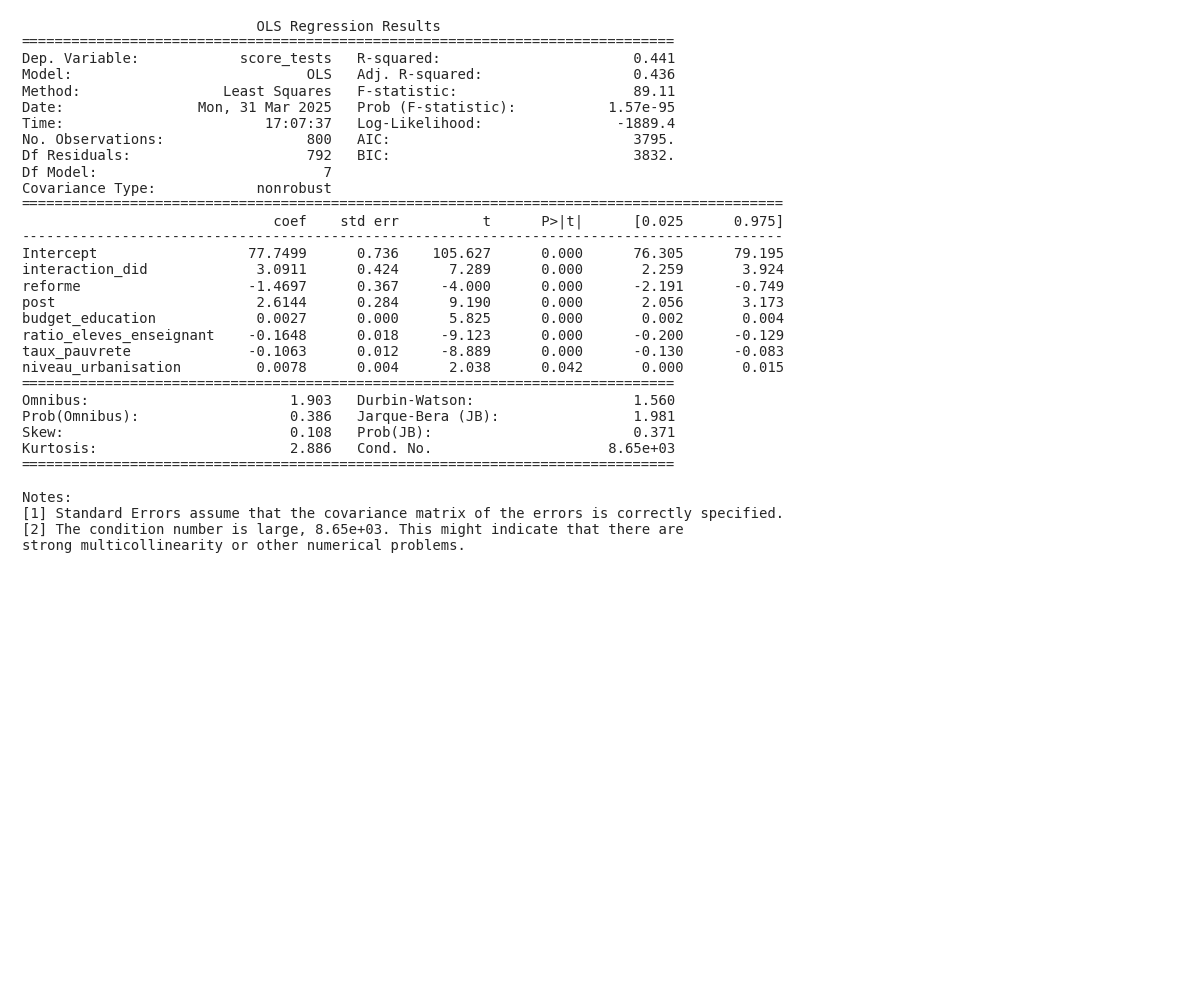 OLS Regression Results
==============================================================================
Dep. Variable:            score_tests   R-squared:                       0.441
Model:                            OLS   Adj. R-squared:                  0.436
Method:                 Least Squares   F-statistic:                     89.11
Date:                Mon, 31 Mar 2025   Prob (F-statistic):           1.57e-95
Time:                        17:07:37   Log-Likelihood:                -1889.4
No. Observations:                 800   AIC:                             3795.
Df Residuals:                     792   BIC:                             3832.
Df Model:                           7
Covariance Type:            nonrobust
===========================================================================================
                              coef    std err          t      P>|t|      [0.025      0.975]
-------------------------------------------------------------------------------------------
Intercept                  77.7499      0.736    105.627      0.000      76.305      79.195
interaction_did             3.0911      0.424      7.289      0.000       2.259       3.924
reforme                    -1.4697      0.367     -4.000      0.000      -2.191      -0.749
post                        2.6144      0.284      9.190      0.000       2.056       3.173
budget_education            0.0027      0.000      5.825      0.000       0.002       0.004
ratio_eleves_enseignant    -0.1648      0.018     -9.123      0.000      -0.200      -0.129
taux_pauvrete              -0.1063      0.012     -8.889      0.000      -0.130      -0.083
niveau_urbanisation         0.0078      0.004      2.038      0.042       0.000       0.015
==============================================================================
Omnibus:                        1.903   Durbin-Watson:                   1.560
Prob(Omnibus):                  0.386   Jarque-Bera (JB):                1.981
Skew:                           0.108   Prob(JB):                        0.371
Kurtosis:                       2.886   Cond. No.                     8.65e+03
==============================================================================
Notes:
[1] Standard Errors assume that the covariance matrix of the errors is correctly specified.
[2] The condition number is large, 8.65e+03. This might indicate that there are
strong multicollinearity or other numerical problems.